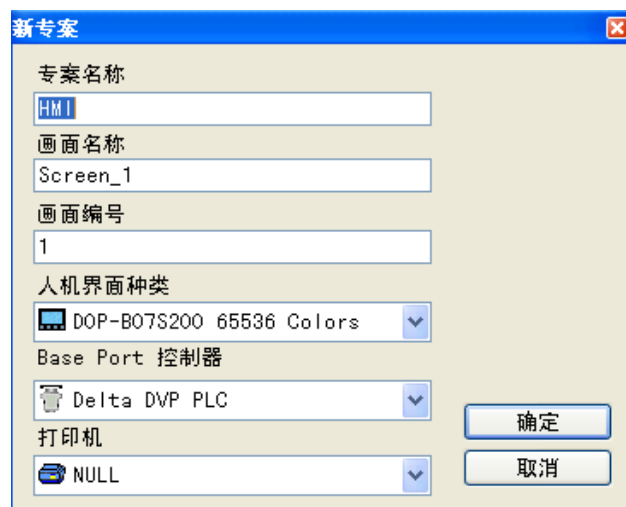 新专案
专案名称
HMI
画面名称
Screen_1
画面编号
1
人机界面种类
DOP-B07S200 65536 Colors
Base Port 控制器
Delta DVP PLC
打印机
NULL
确定
取消